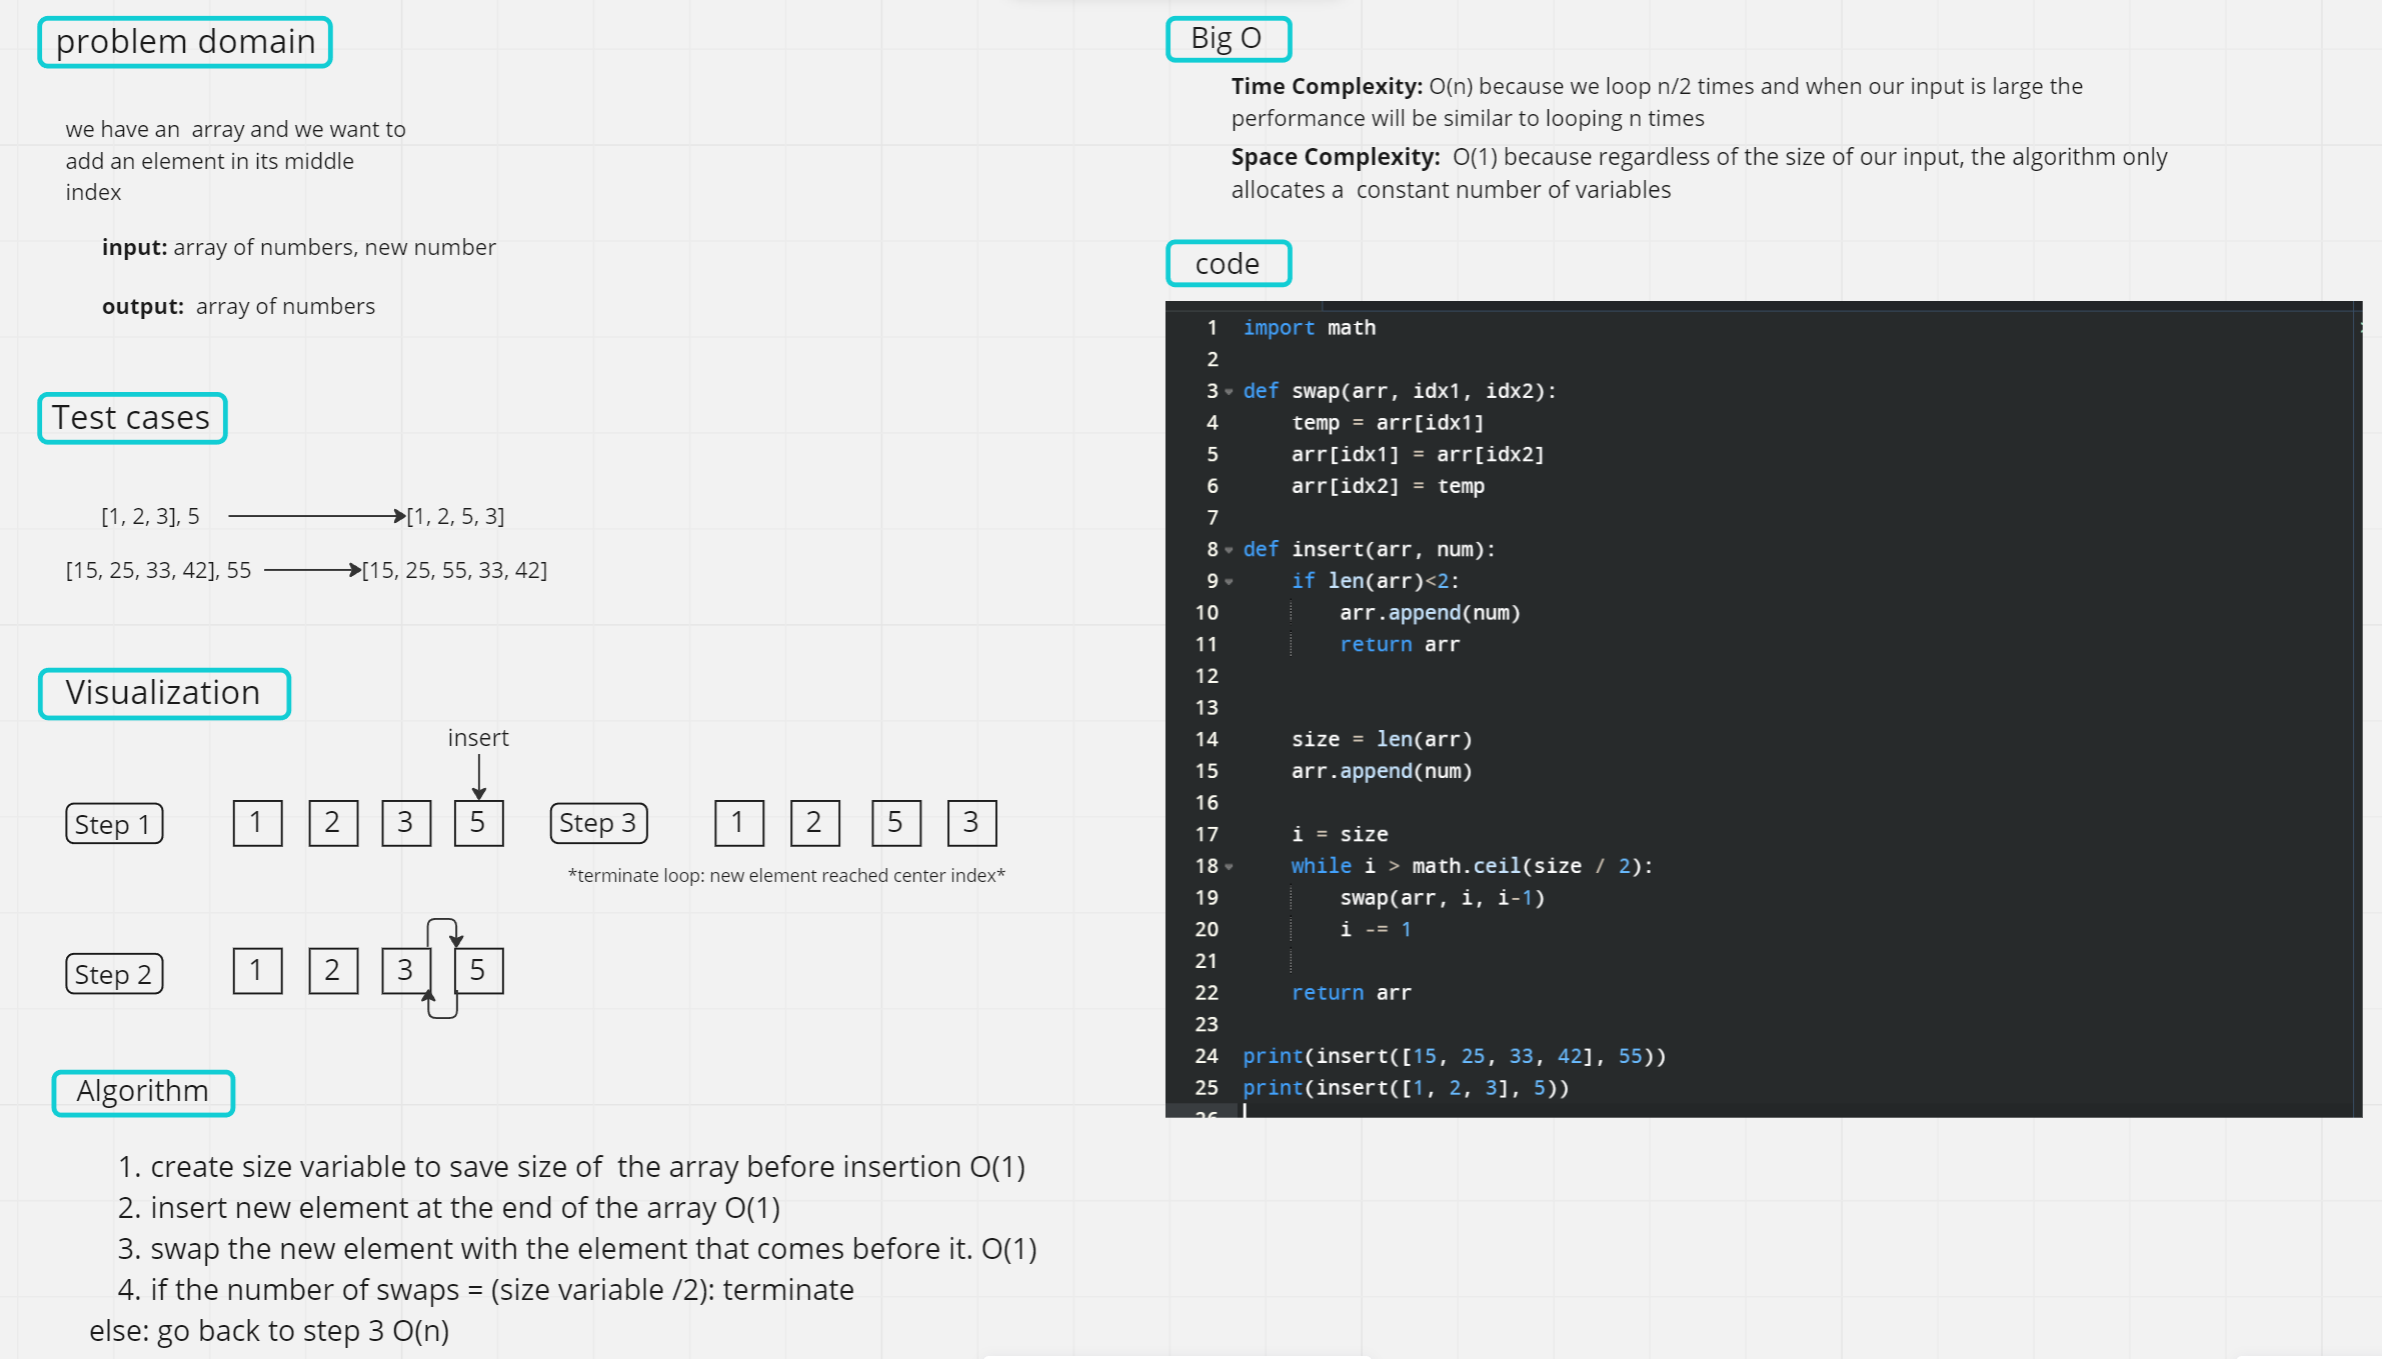 problem domain
we have an  array and we want to
add an element in its middle
index
input: array of numbers, new number
output:  array of numbers
Test cases
[1, 2, 3], 5 [1, 2, 5, 3]
[15, 25, 33, 42], 55 [15, 25, 55, 33, 42]
Visualization
insert
Step 1 1 2 3 5 Step 3 1 2 5 3
*terminate loop: new element reached center index*
Step 2 1 2 3 5
Algorithm
1. create size variable to save size of  the array before insertion O(1)
2. insert new element at the end of the array O(1)
3. swap the new element with the element that comes before it. O(1)
4. if the number of swaps = (size variable /2): terminate
else: go back to step 3 O(n)
Big O
Time Complexity: O(n) because we loop n/2 times and when our input is large the
performance will be similar to looping n times
Space Complexity:  O(1) because regardless of the size of our input, the algorithm only
allocates a  constant number of variables
code
1 import math
2
3 def swap(arr, idx1, idx2):
4     temp = arr[idx1]
5     arr[idx1] = arr[idx2]
6     arr[idx2] = temp
7
8 def insert(arr, num):
9     if len(arr)<2:
10         arr.append(num)
11         return arr
12
13
14     size = len(arr)
15     arr.append(num)
16
17     i = size
18     while i > math.ceil(size / 2):
19         swap(arr, i, i-1)
20         i -= 1
21
22     return arr
23
24 print(insert([15, 25, 33, 42], 55))
25 print(insert([1, 2, 3], 5))
26